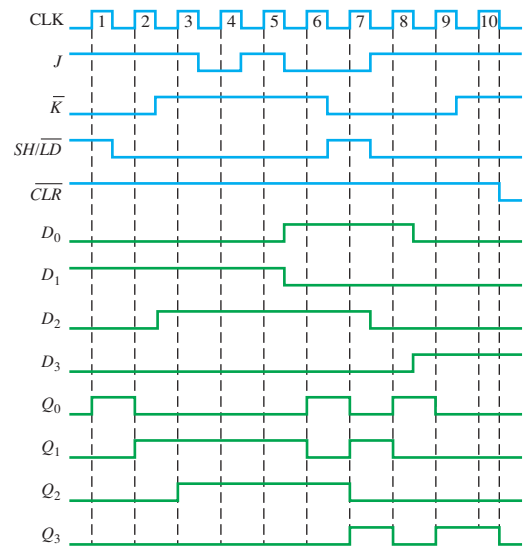 CLK 1 2 3 4 5 6 7 8 9 10
J
K̅
SH/L̅D̅
C̅L̅R̅
D₀
D₁
D₂
D₃
Q₀
Q₁
Q₂
Q₃